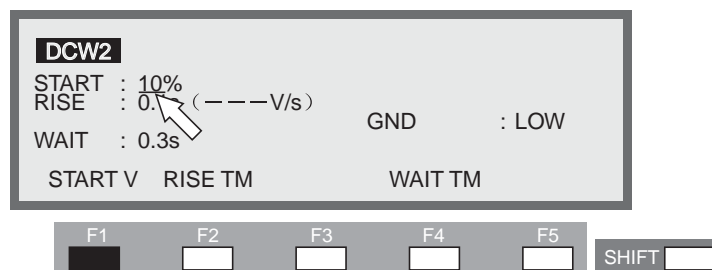 DCW2
START : 10%
RISE : 0. s (———V/s)
GND : LOW
WAIT : 0.3s
START V RISE TM WAIT TM
F1 F2 F3 F4 F5
SHIFT